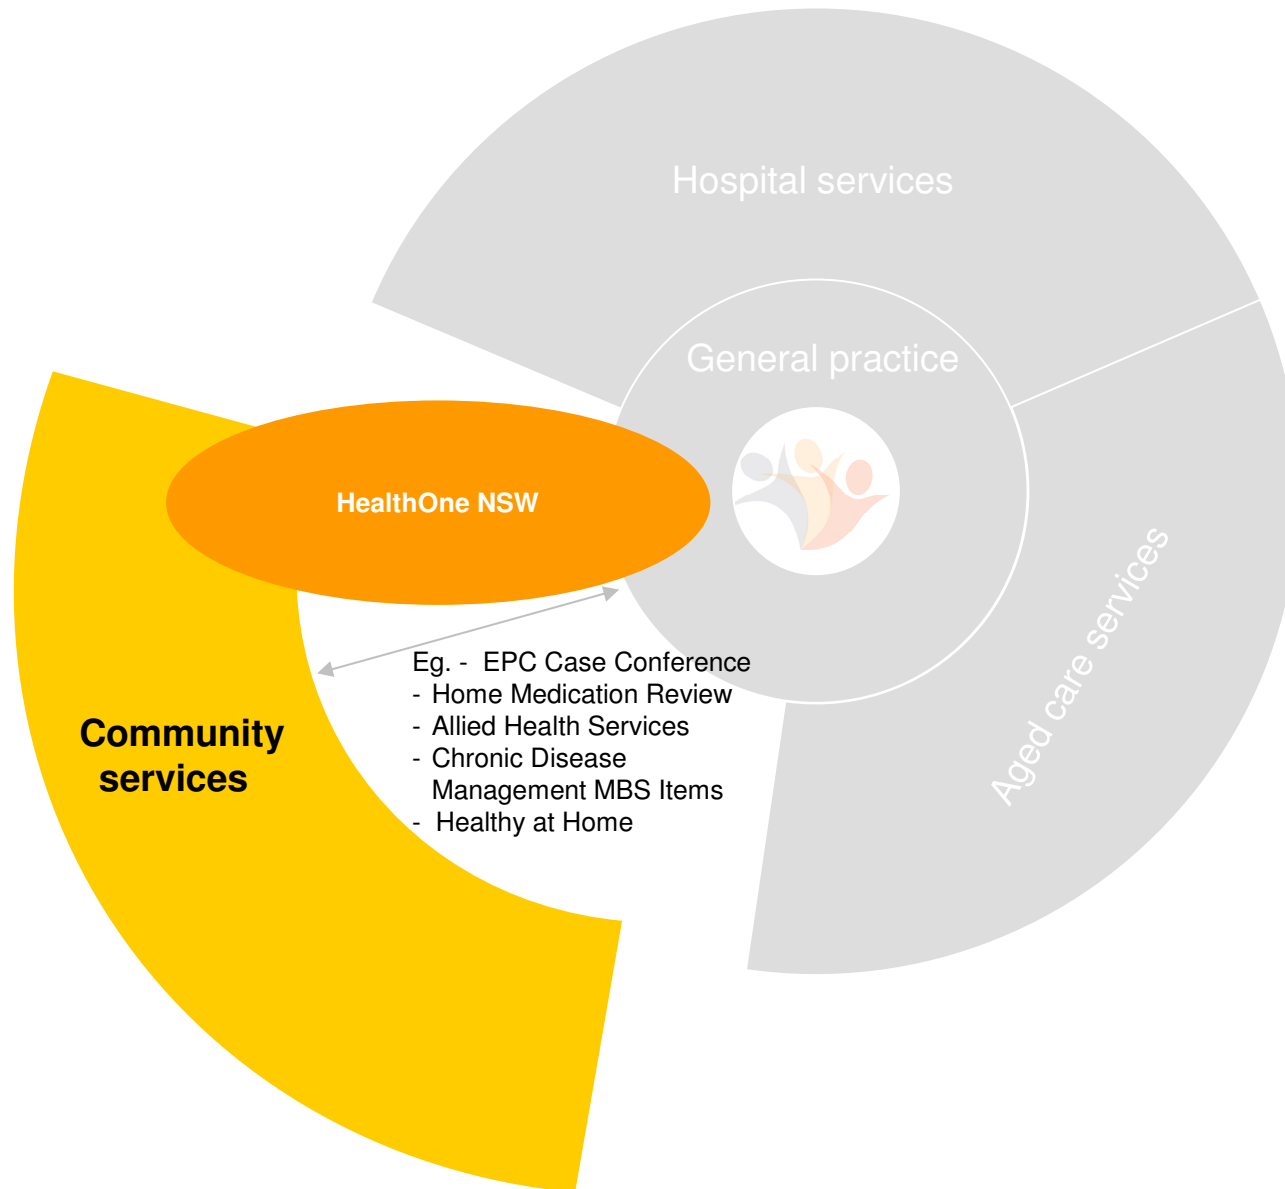 Hospital services
General practice
HealthOne NSW
Eg. - EPC Case Conference
- Home Medication Review
- Allied Health Services
- Chronic Disease
Management MBS Items
- Healthy at Home
Community
services
Aged care services